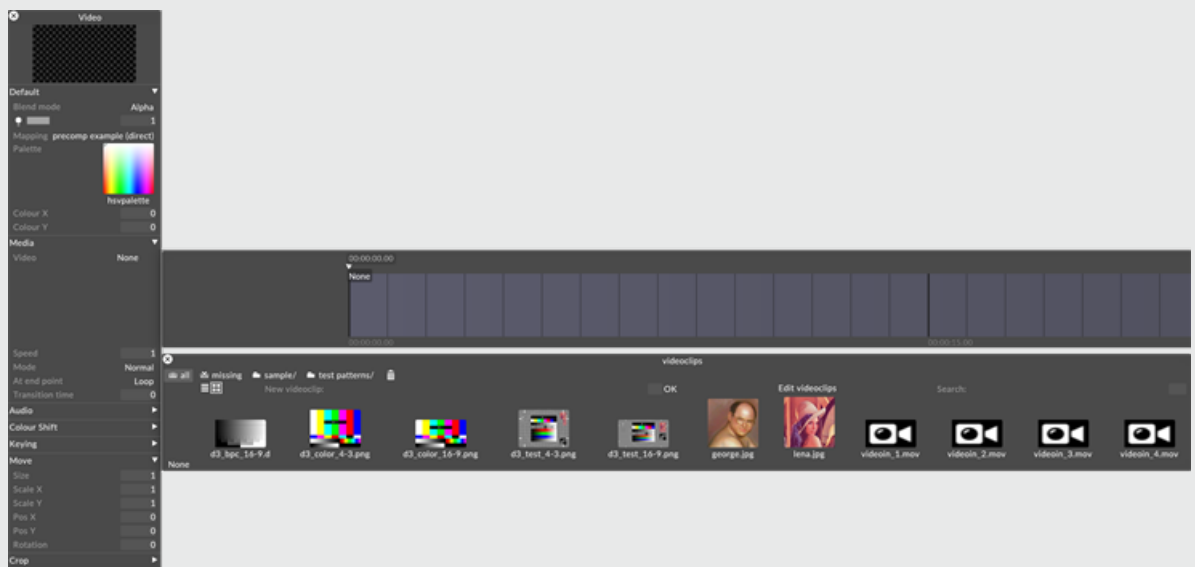 Video
Default
Blend mode Alpha
1
Mapping precomp example (direct)
Palette
hsvpalette
Colour X 0
Colour Y 0
Media
Video None
Speed 1
Mode Normal
At end point Loop
Transition time 0
Audio
Colour Shift
Keying
Move
Size 1
Scale X 1
Scale Y 1
Pos X 0
Pos Y 0
Rotation 0
Crop
00:00:00.00
None
00:00:00.00 00:00:15.00
videoclips
all missing sample/ test patterns/
New videoclip: OK Edit videoclips Search:
d3_bpc_16-9.d d3_color_4-3.png d3_color_16-9.png d3_test_4-3.png d3_test_16-9.png george.jpg lena.jpg videoin_1.mov videoin_2.mov videoin_3.mov videoin_4.mov
None